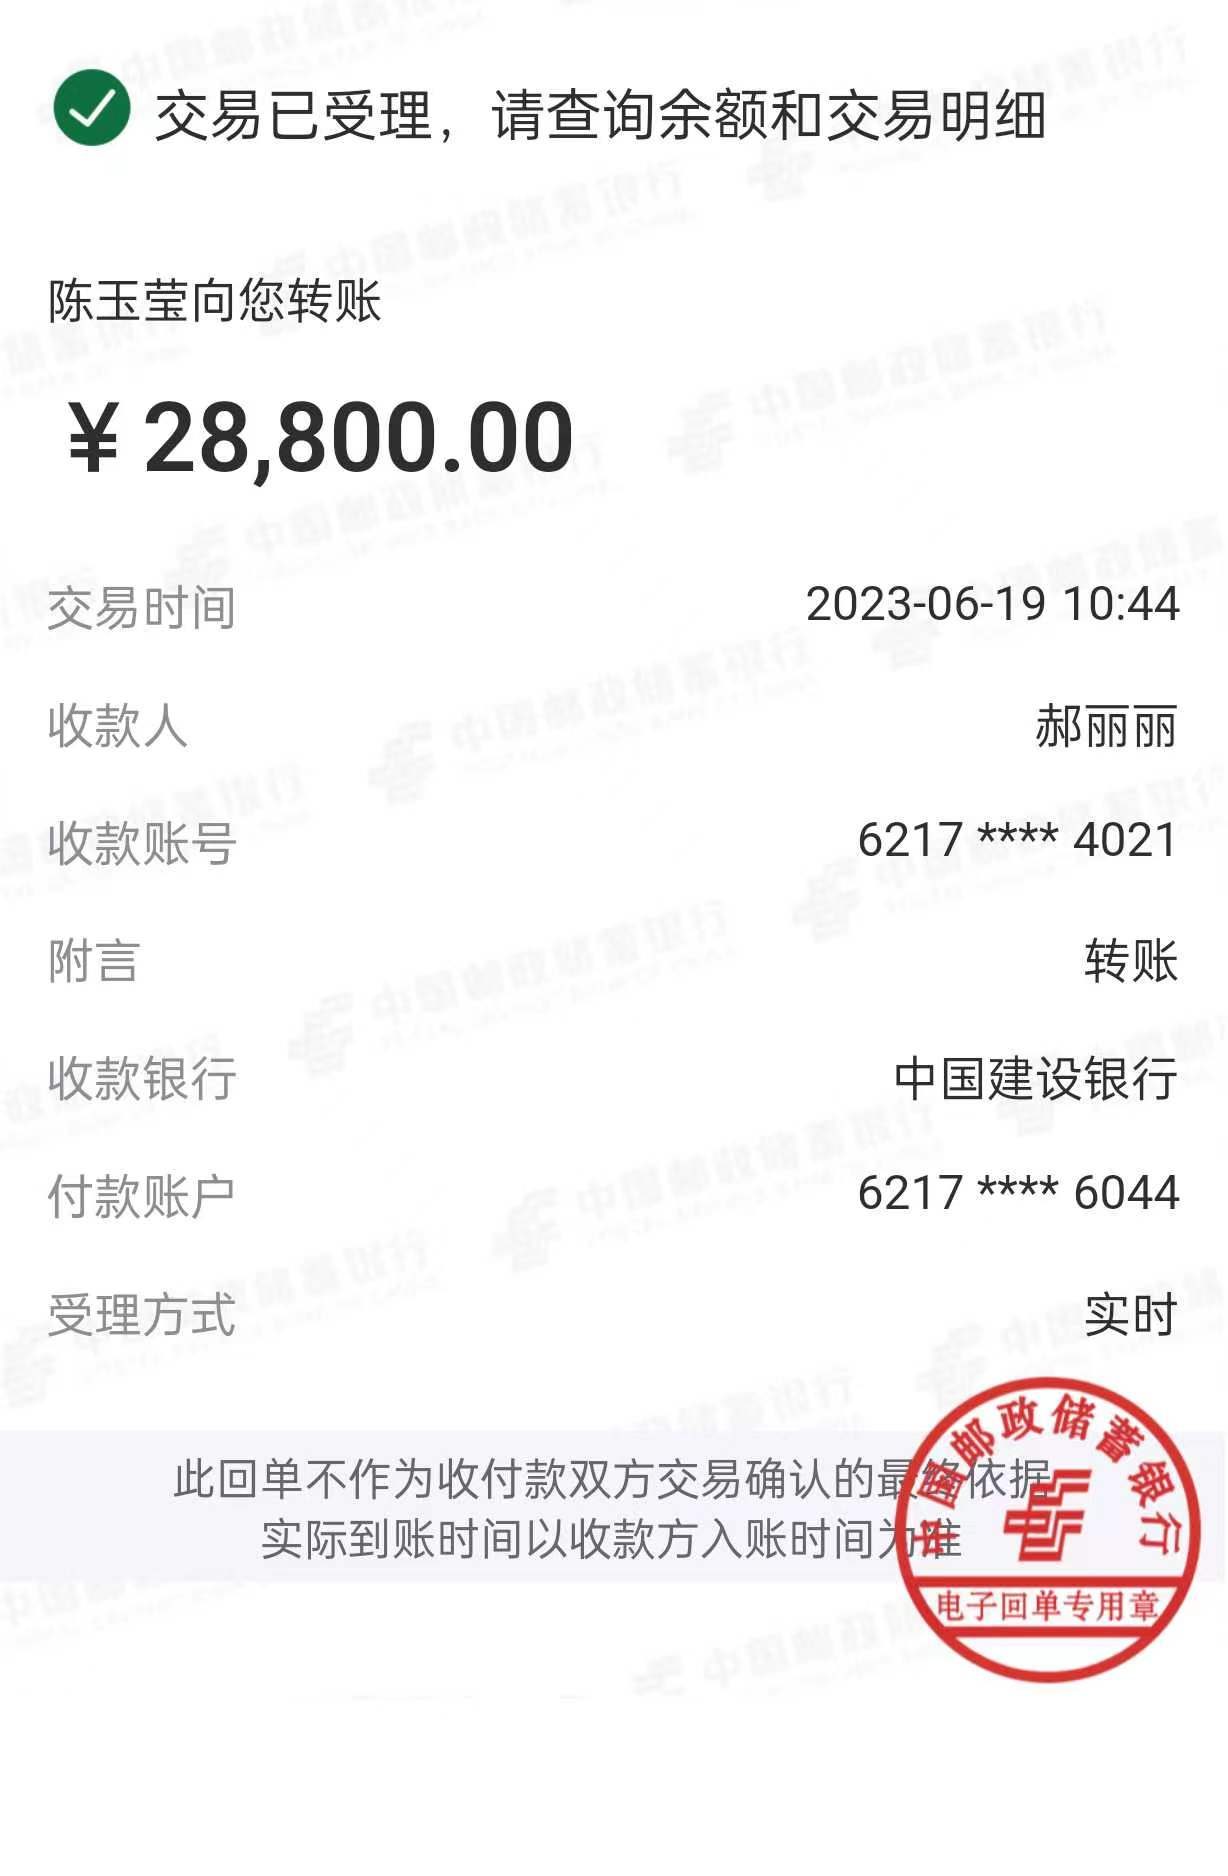 交易已受理，请查询余额和交易明细
陈玉莹向您转账
¥ 28,800.00
交易时间 2023-06-19 10:44
收款人 郝丽丽
收款账号 6217 **** 4021
附言 转账
收款银行 中国建设银行
付款账户 6217 **** 6044
受理方式 实时
此回单不作为收付款双方交易确认的最终依据
实际到账时间以收款方入账时间为准
中国邮政储蓄银行
电子回单专用章